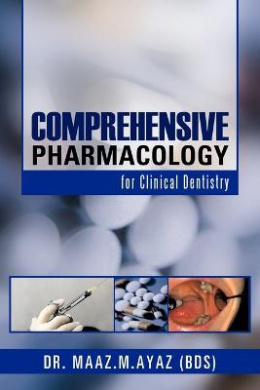 COMPREHENSIVE
PHARMACOLOGY
for Clinical Dentistry
DR. MAAZ.M.AYAZ (BDS)